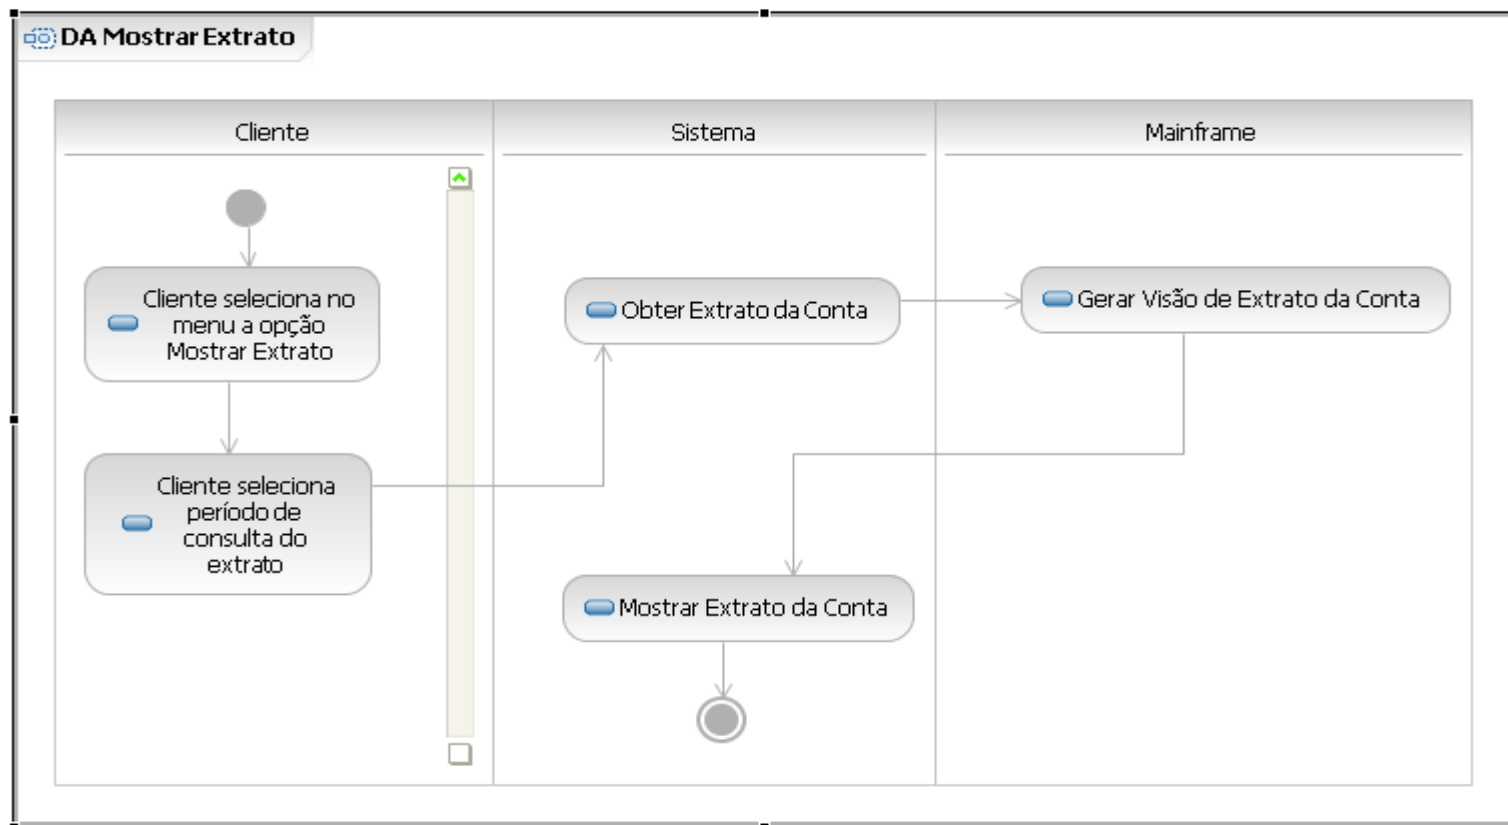 DA Mostrar Extrato
Cliente
Sistema
Mainframe
Cliente seleciona no
menu a opção
Mostrar Extrato
Obter Extrato da Conta
Gerar Visão de Extrato da Conta
Cliente seleciona
período de
consulta do
extrato
Mostrar Extrato da Conta